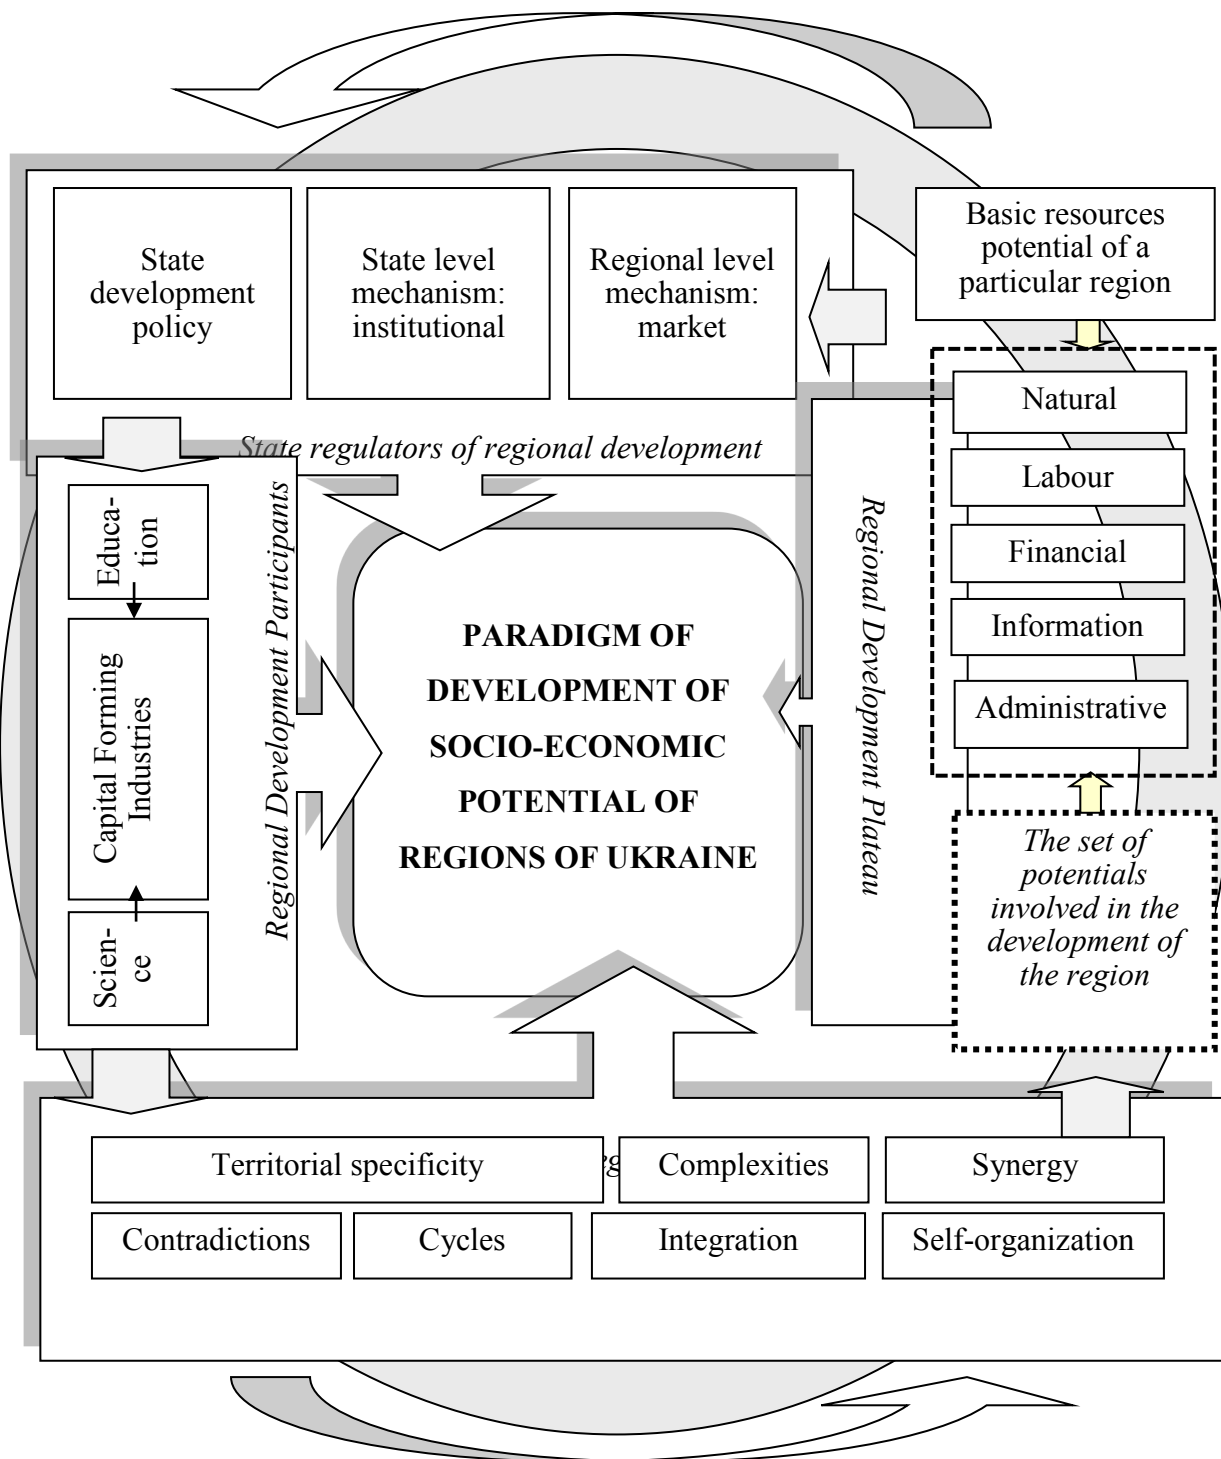 State
development
policy
State level
mechanism:
institutional
Regional level
mechanism:
market
State regulators of regional development
Basic resources
potential of a
particular region
Natural
Labour
Financial
Information
Administrative
The set of
potentials
involved in the
development of
the region
Regional Development Plateau
Educa-
tion
Capital Forming
Industries
Scien-
ce
Regional Development Participants
PARADIGM OF
DEVELOPMENT OF
SOCIO-ECONOMIC
POTENTIAL OF
REGIONS OF UKRAINE
Territorial specificity
Complexities
Synergy
Contradictions
Cycles
Integration
Self-organization